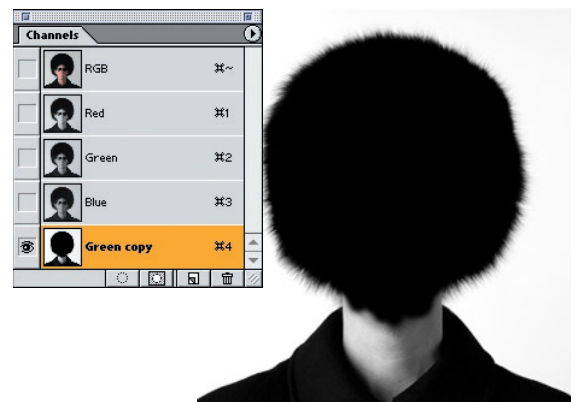 Channels
RGB ⌘~
Red ⌘1
Green ⌘2
Blue ⌘3
Green copy ⌘4